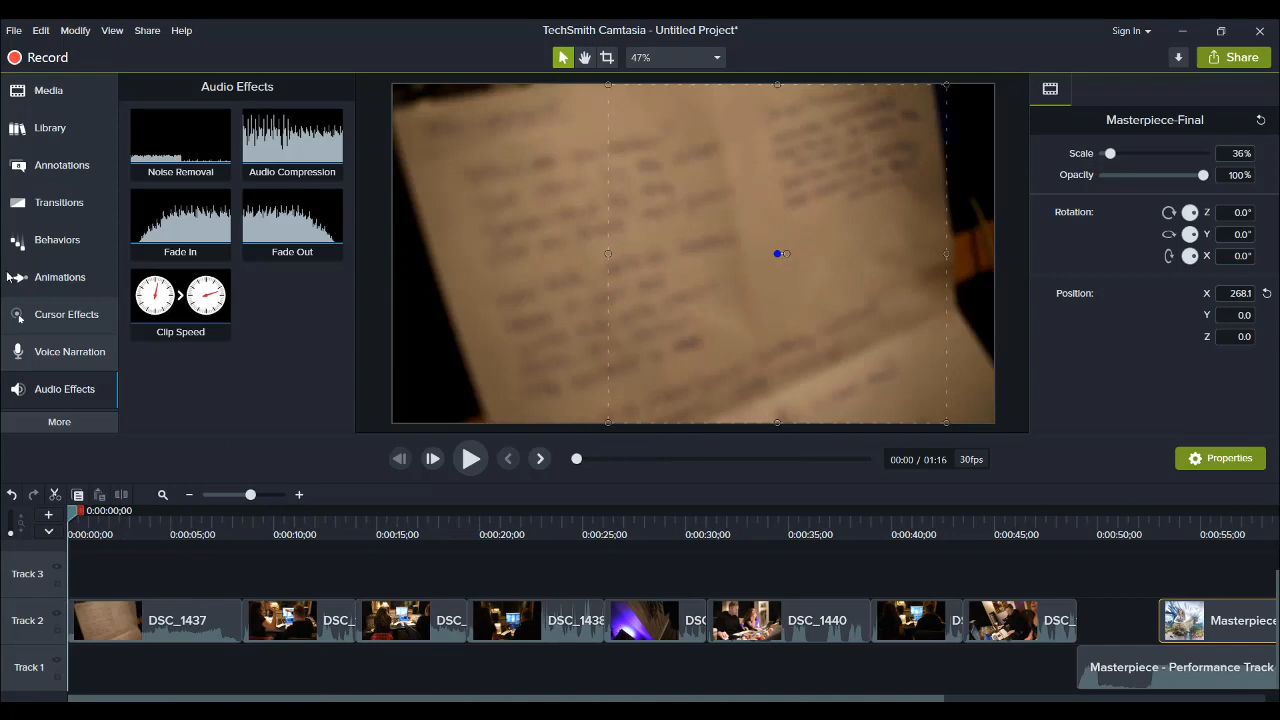 TechSmith Camtasia - Untitled Project*
File Edit Modify View Share Help
Sign In
Record
47%
Share
Media
Library
Annotations
Transitions
Behaviors
Animations
Cursor Effects
Voice Narration
Audio Effects
More
Audio Effects
Noise Removal
Audio Compression
Fade In
Fade Out
Clip Speed
Masterpiece-Final
Scale 36%
Opacity 100%
Rotation: Z 0.0°
Y 0.0°
X 0.0°
Position: X 268.1
Y 0.0
Z 0.0
00:00 / 01:16 30fps
Properties
0:00:00;00
0:00:00;00 0:00:05;00 0:00:10;00 0:00:15;00 0:00:20;00 0:00:25;00 0:00:30;00 0:00:35;00 0:00:40;00 0:00:45;00 0:00:50;00 0:00:55;00
Track 3
Track 2 DSC_1437 DSC_ DSC_ DSC_1438 DSC DSC_1440 DS DSC_ Masterpiece
Track 1 Masterpiece - Performance Track